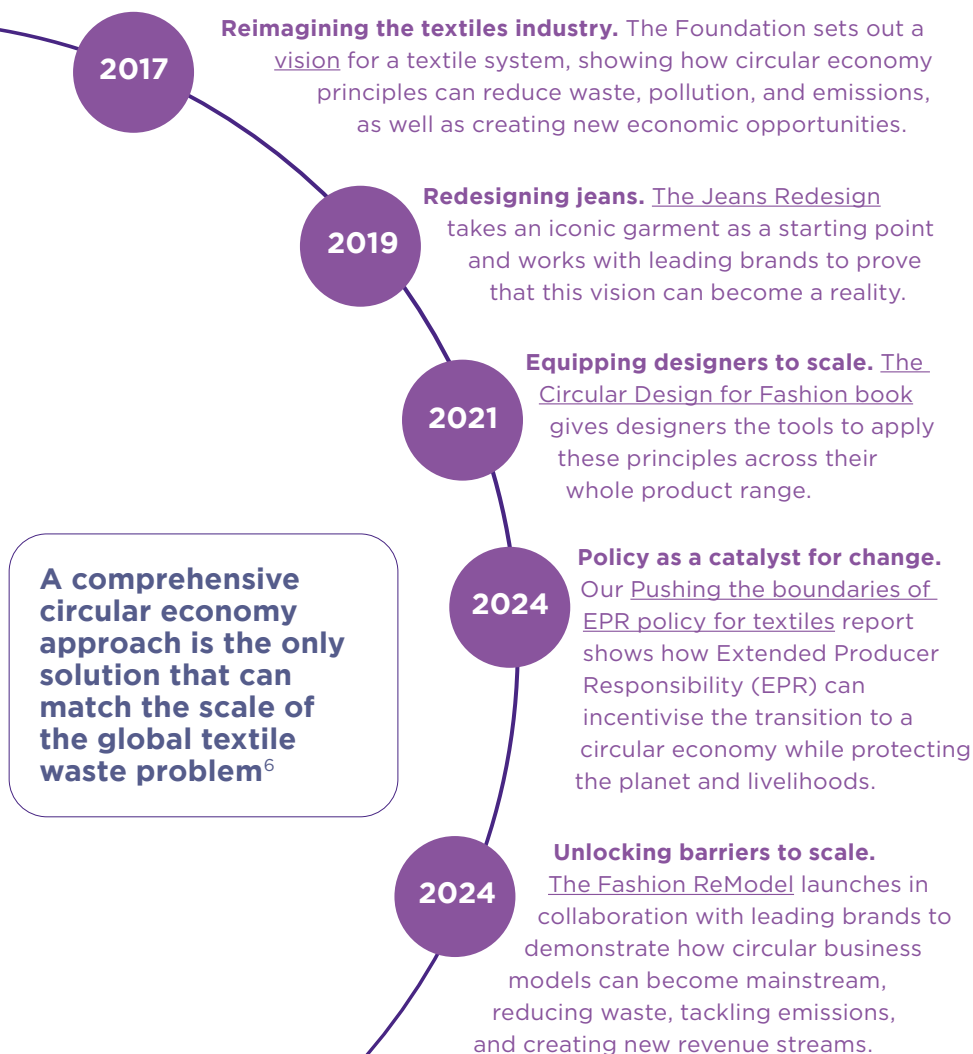 2017
Reimagining the textiles industry. The Foundation sets out a
vision for a textile system, showing how circular economy
principles can reduce waste, pollution, and emissions,
as well as creating new economic opportunities.
2019
Redesigning jeans. The Jeans Redesign
takes an iconic garment as a starting point
and works with leading brands to prove
that this vision can become a reality.
2021
Equipping designers to scale. The
Circular Design for Fashion book
gives designers the tools to apply
these principles across their
whole product range.
A comprehensive
circular economy
approach is the only
solution that can
match the scale of
the global textile
waste problem⁶
2024
Policy as a catalyst for change.
Our Pushing the boundaries of
EPR policy for textiles report
shows how Extended Producer
Responsibility (EPR) can
incentivise the transition to a
circular economy while protecting
the planet and livelihoods.
2024
Unlocking barriers to scale.
The Fashion ReModel launches in
collaboration with leading brands to
demonstrate how circular business
models can become mainstream,
reducing waste, tackling emissions,
and creating new revenue streams.